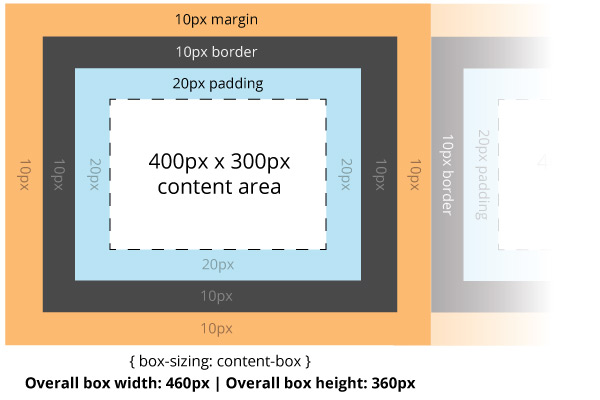 10px margin
10px border
20px padding
400px x 300px
content area
10px
10px
20px
20px
10px
10px
10px border
20px padding
4
20px
10px
10px
{ box-sizing: content-box }
Overall box width: 460px | Overall box height: 360px